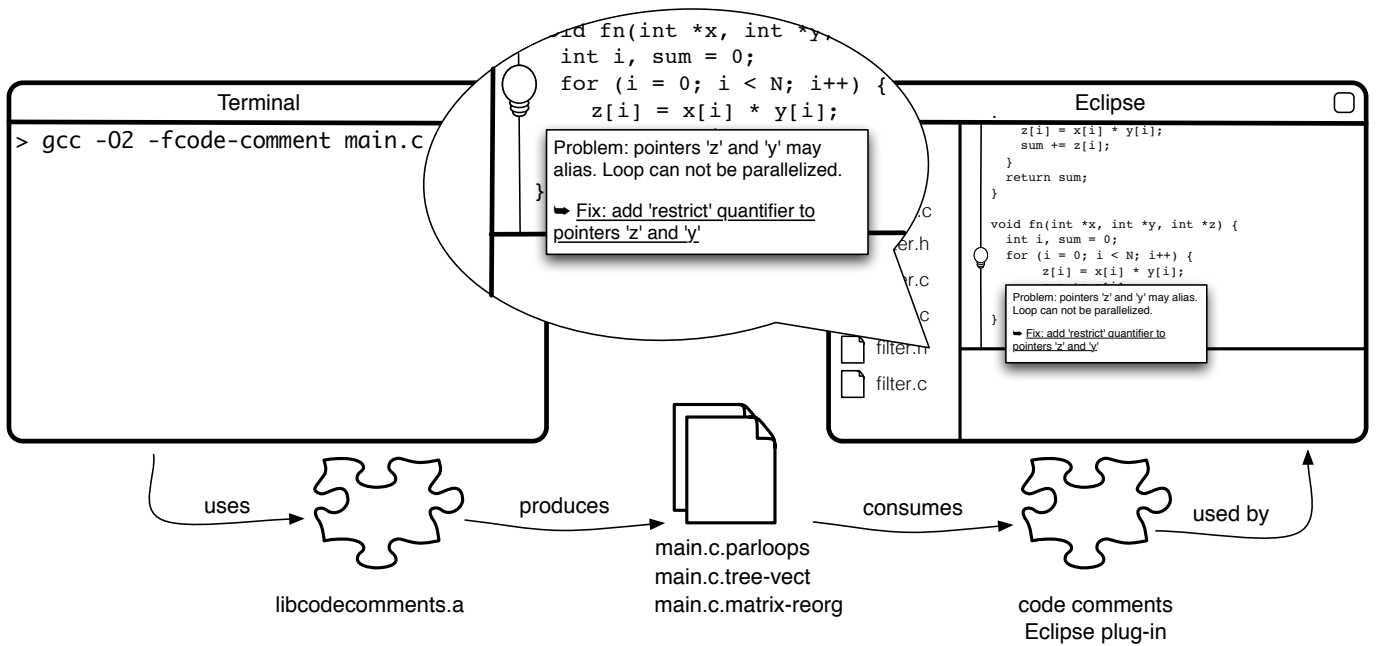 Terminal
> gcc -O2 -fcode-comment main.c
fn(int *x, int *y,
int i, sum = 0;
for (i = 0; i < N; i++) {
z[i] = x[i] * y[i];
Problem: pointers 'z' and 'y' may
alias. Loop can not be parallelized.
}
➥ Fix: add 'restrict' quantifier to
pointers 'z' and 'y'
Eclipse
z[i] = x[i] * y[i];
sum += z[i];
}
return sum;
}
void fn(int *x, int *y, int *z) {
int i, sum = 0;
for (i = 0; i < N; i++) {
z[i] = x[i] * y[i];
Problem: pointers 'z' and 'y' may alias.
Loop can not be parallelized.
}
➥ Fix: add 'restrict' quantifier to
pointers 'z' and 'y'
.c
er.h
r.c
c
filter.h
filter.c
uses
produces
consumes
used by
libcodecomments.a
main.c.parloops
main.c.tree-vect
main.c.matrix-reorg
code comments
Eclipse plug-in